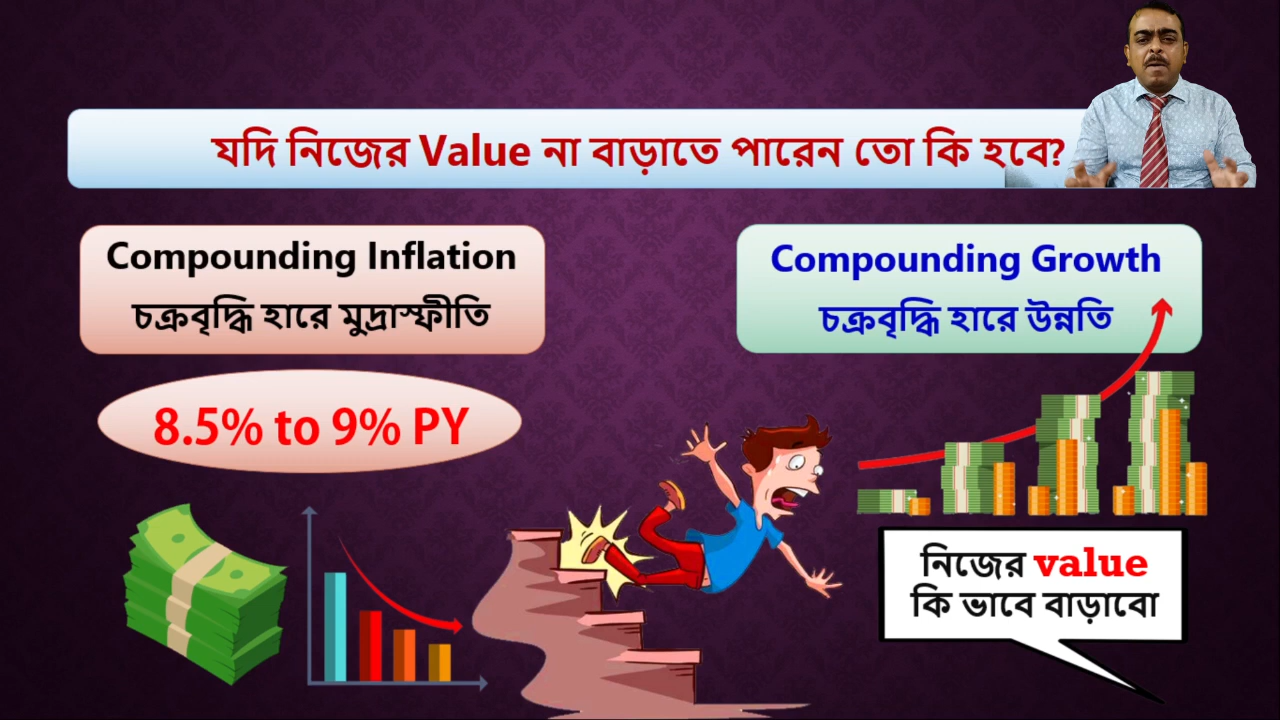 যদি নিজের Value না বাড়াতে পারেন তো কি হবে?
Compounding Inflation
চক্রবৃদ্ধি হারে মুদ্রাস্ফীতি
8.5% to 9% PY
Compounding Growth
চক্রবৃদ্ধি হারে উন্নতি
নিজের value
কি ভাবে বাড়াবো